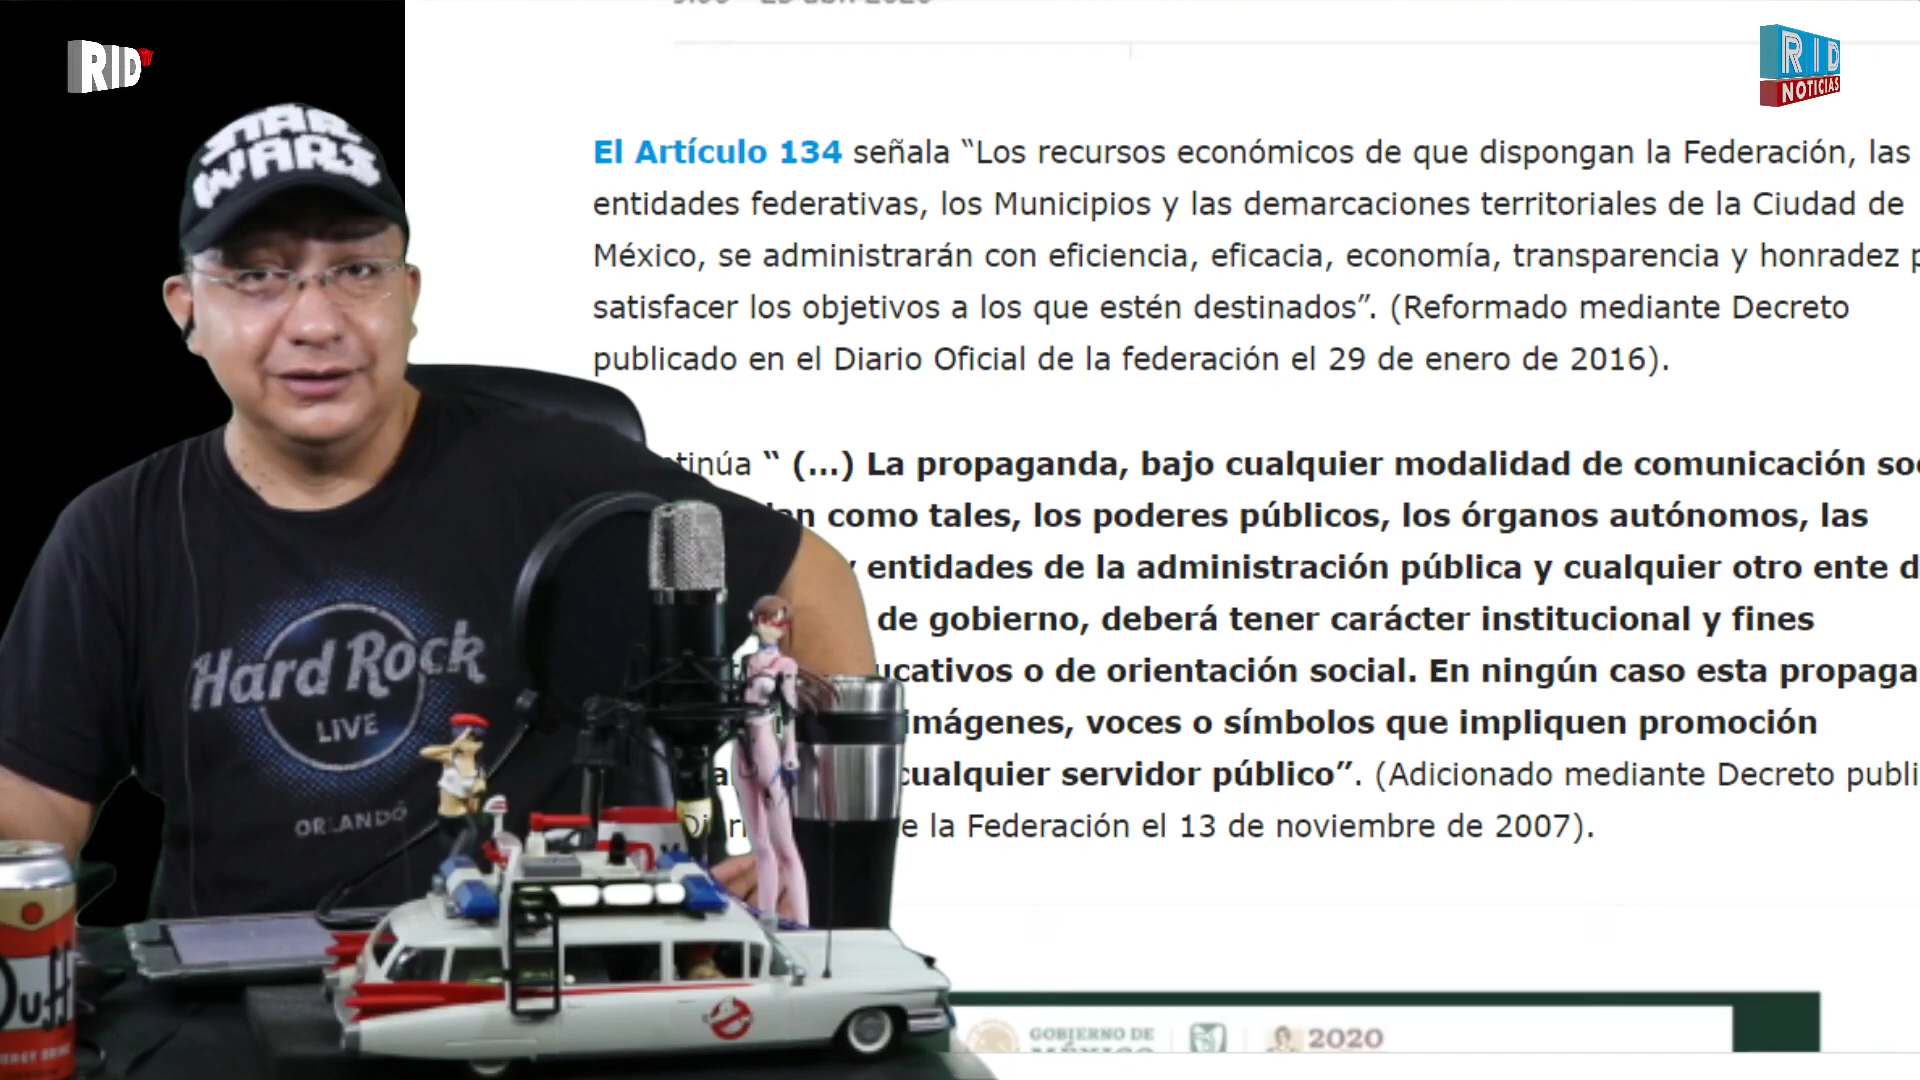 RID
RID
NOTICIAS
STAR
WARS
El Artículo 134 señala “Los recursos económicos de que dispongan la Federación, las
entidades federativas, los Municipios y las demarcaciones territoriales de la Ciudad de
México, se administrarán con eficiencia, eficacia, economía, transparencia y honradez p
satisfacer los objetivos a los que estén destinados”. (Reformado mediante Decreto
publicado en el Diario Oficial de la federación el 29 de enero de 2016).
tinúa “ (...) La propaganda, bajo cualquier modalidad de comunicación so
an como tales, los poderes públicos, los órganos autónomos, las
y entidades de la administración pública y cualquier otro ente d
de gobierno, deberá tener carácter institucional y fines
ucativos o de orientación social. En ningún caso esta propaga
imágenes, voces o símbolos que impliquen promoción
cualquier servidor público”. (Adicionado mediante Decreto publi
e la Federación el 13 de noviembre de 2007).
Hard Rock
LIVE
ORLANDO
Duff
GOBIERNO DE
MÉXICO
2020